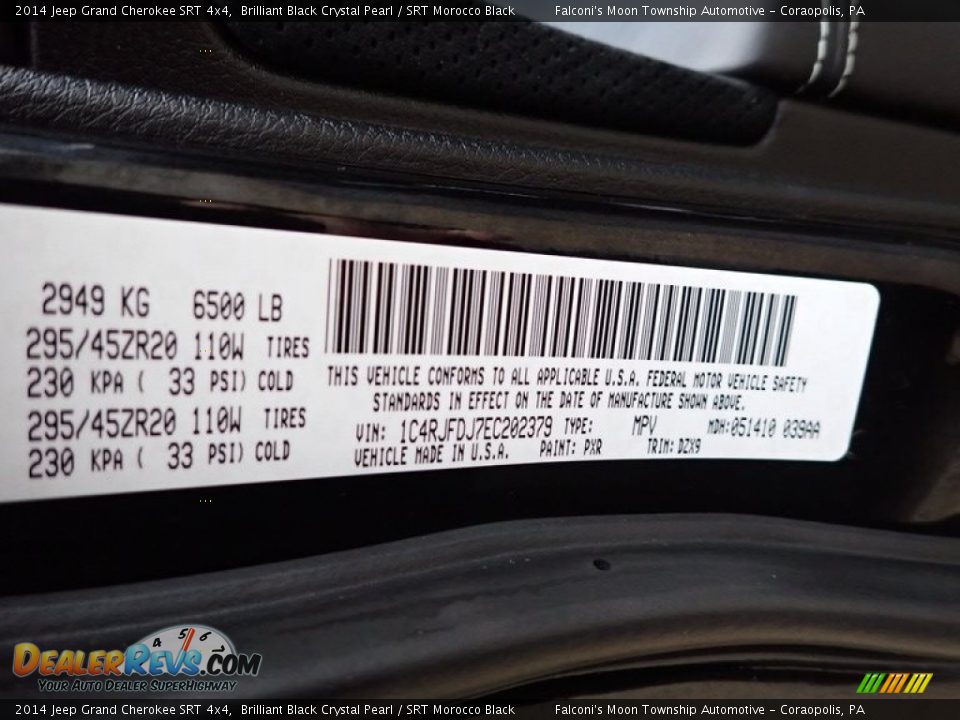 2014 Jeep Grand Cherokee SRT 4x4, Brilliant Black Crystal Pearl / SRT Morocco Black Falconi's Moon Township Automotive - Coraopolis, PA
2949 KG 6500 LB
295/45ZR20 110W TIRES
230 KPA ( 33 PSI) COLD
295/45ZR20 110W TIRES
230 KPA ( 33 PSI) COLD
THIS VEHICLE CONFORMS TO ALL APPLICABLE U.S.A. FEDERAL MOTOR VEHICLE SAFETY
STANDARDS IN EFFECT ON THE DATE OF MANUFACTURE SHOWN ABOVE.
VIN: 1C4RJFDJ7EC202379 TYPE: MPV MDH:051410 039AA
VEHICLE MADE IN U.S.A. PAINT: PXR TRIM: DZX9
4 5 6
DEALERREVS.COM
YOUR AUTO DEALER SUPERHIGHWAY
2014 Jeep Grand Cherokee SRT 4x4, Brilliant Black Crystal Pearl / SRT Morocco Black Falconi's Moon Township Automotive - Coraopolis, PA